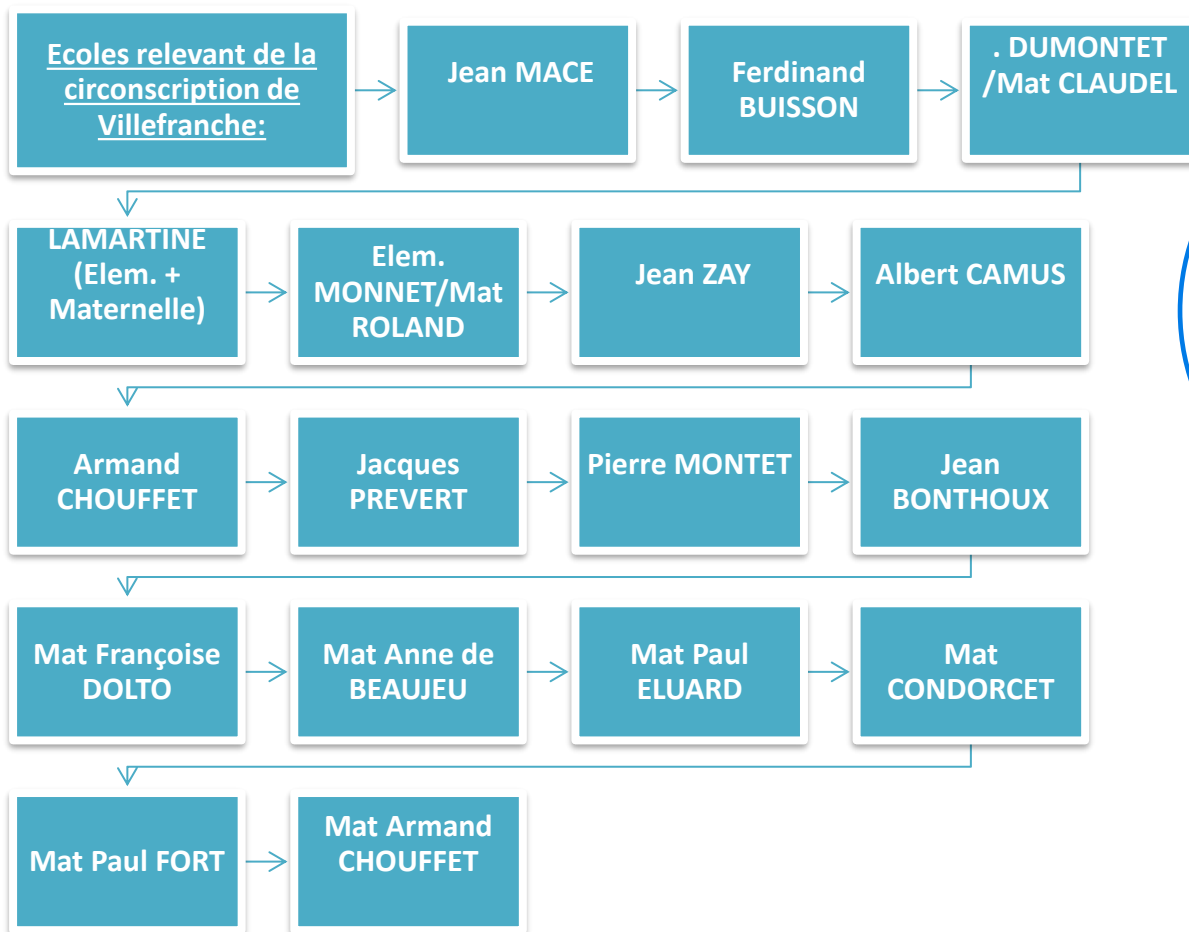 Ecoles relevant de la
circonscription de
Villefranche:
Jean MACE
Ferdinand
BUISSON
. DUMONTET
/Mat CLAUDEL
LAMARTINE
(Elem. +
Maternelle)
Elem.
MONNET/Mat
ROLAND
Jean ZAY
Albert CAMUS
Armand
CHOUFFET
Jacques
PREVERT
Pierre MONTET
Jean
BONTHOUX
Mat Françoise
DOLTO
Mat Anne de
BEAUJEU
Mat Paul
ELUARD
Mat
CONDORCET
Mat Paul FORT
Mat Armand
CHOUFFET